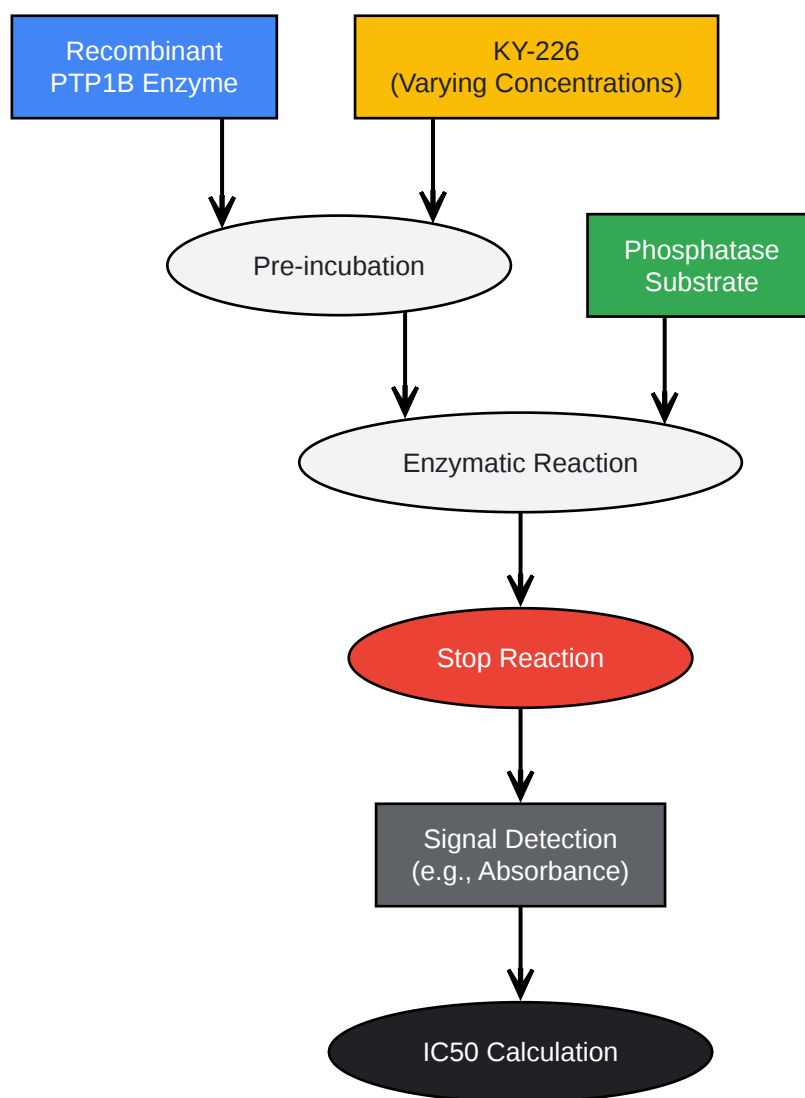 Recombinant
PTP1B Enzyme
KY-226
(Varying Concentrations)
Pre-incubation
Phosphatase
Substrate
Enzymatic Reaction
Stop Reaction
Signal Detection
(e.g., Absorbance)
IC50 Calculation